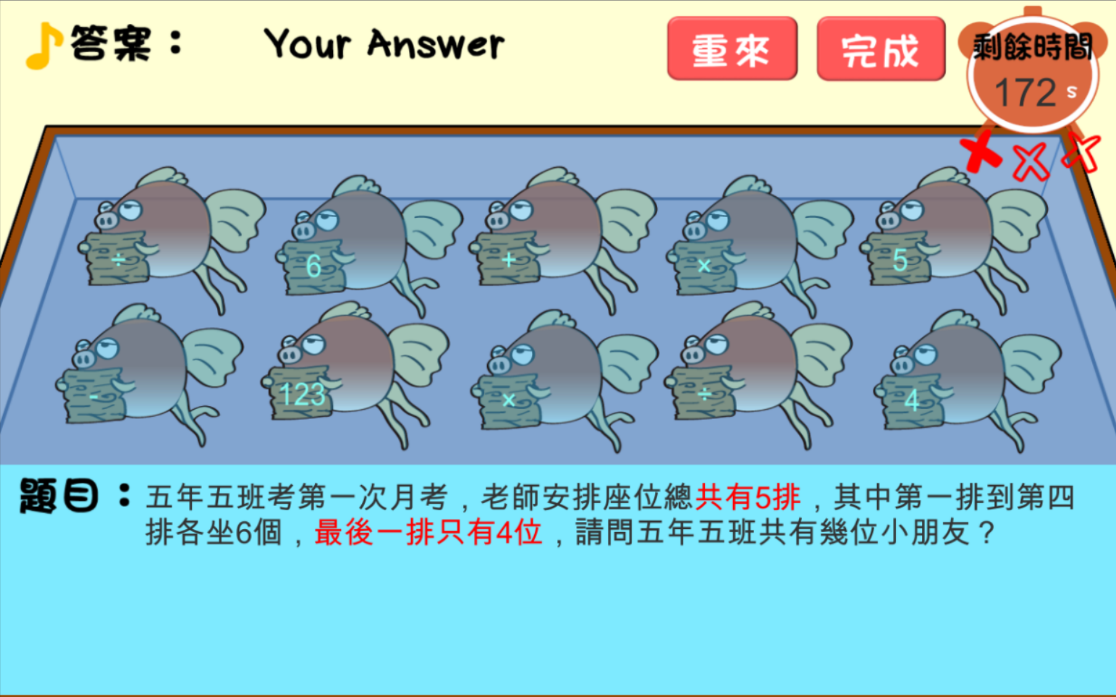 答案： Your Answer 重來 完成 剩餘時間
172 s
÷ 6 + × 5
- 123 × ÷ 4
題目：五年五班考第一次月考，老師安排座位總共有5排，其中第一排到第四
排各坐6個，最後一排只有4位，請問五年五班共有幾位小朋友？